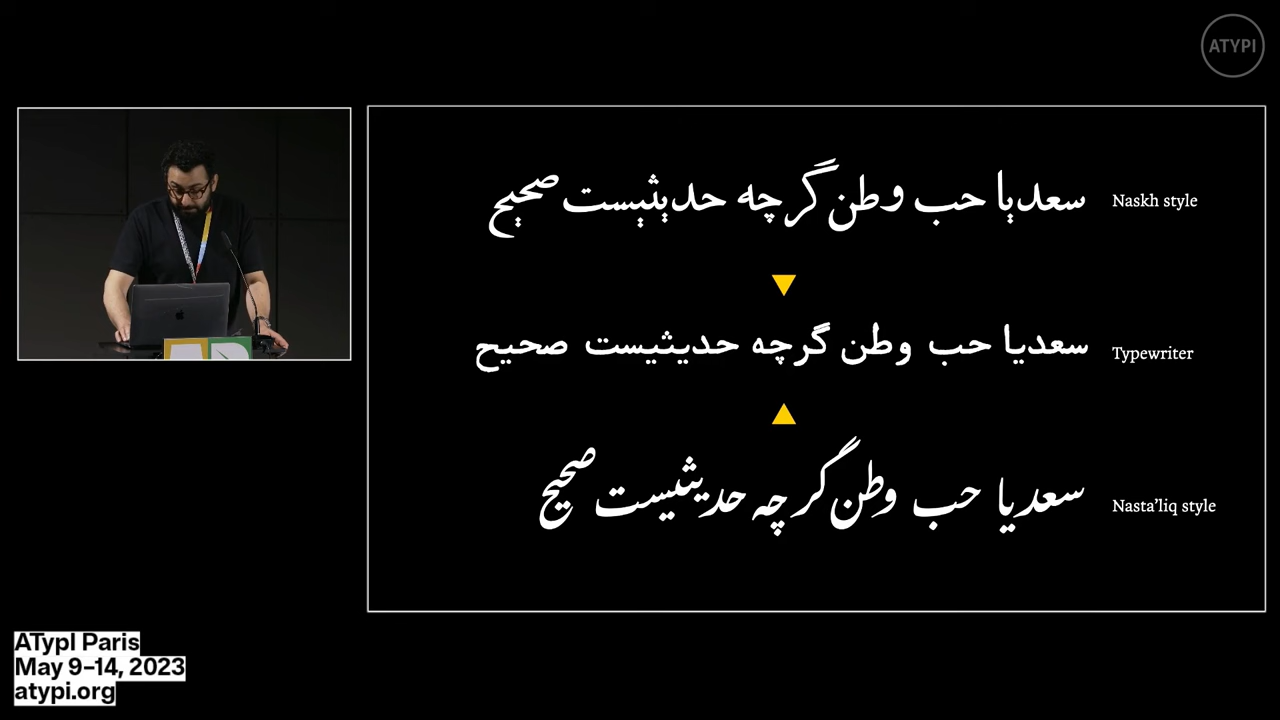 ATYPI
سعدیا حب وطن گرچه حدیثیست صحیح
Naskh style
سعدیا حب وطن گرچه حدیثیست صحیح
Typewriter
سعدیا حب وطن گرچه حدیثیست صحیح
Nasta’liq style
ATypI Paris
May 9–14, 2023
atypi.org